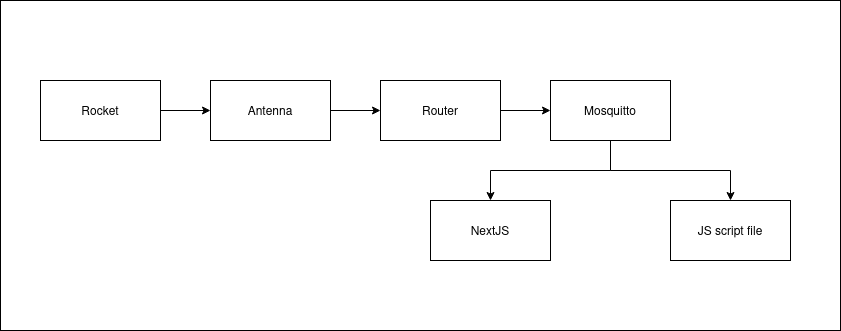 Rocket
Antenna
Router
Mosquitto
NextJS
JS script file